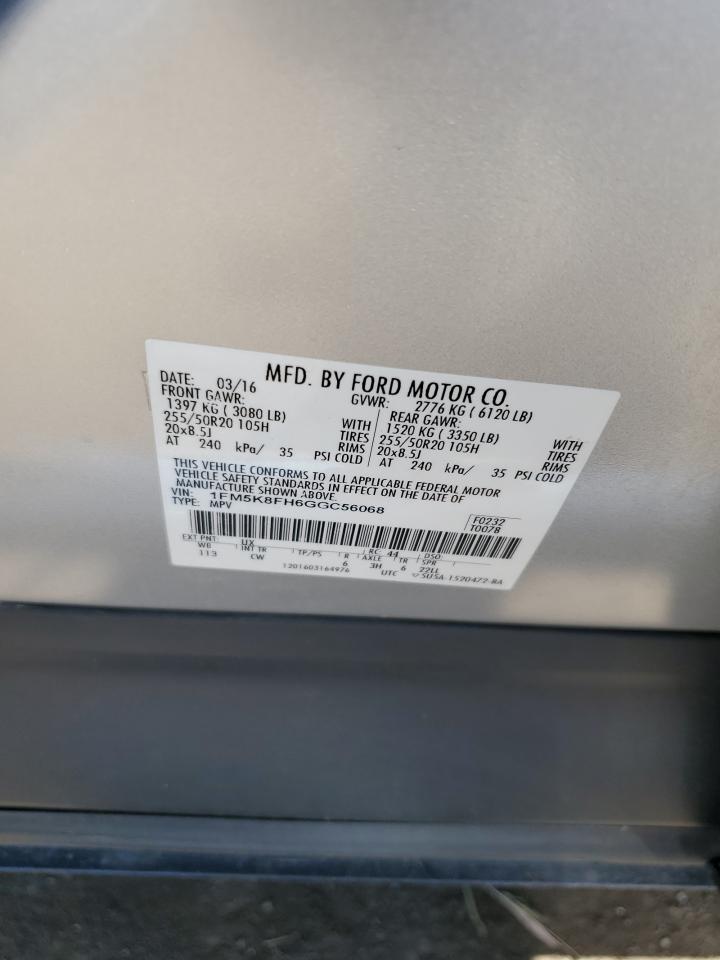 MFD. BY FORD MOTOR CO.
DATE: 03/16 GVWR: 2776 KG ( 6120 LB)
FRONT GAWR: REAR GAWR:
1397 KG ( 3080 LB) WITH 1520 KG ( 3350 LB) WITH
255/50R20 105H TIRES 255/50R20 105H TIRES
20x8.5J RIMS 20x8.5J RIMS
AT 240 kPa/ 35 PSI COLD AT 240 kPa/ 35 PSI COLD
THIS VEHICLE CONFORMS TO ALL APPLICABLE FEDERAL MOTOR
VEHICLE SAFETY STANDARDS IN EFFECT ON THE DATE OF
MANUFACTURE SHOWN ABOVE.
VIN: 1FM5K8FH6GGC56068
TYPE: MPV
F0232
T0078
EXT PNT: UX RC: 44 DSO:
WB INT TR TP/PS R AXLE TR SPR
113 CW 6 3H 6 22LL
1201603164976 UTC ▽5U5A-1520472-BA